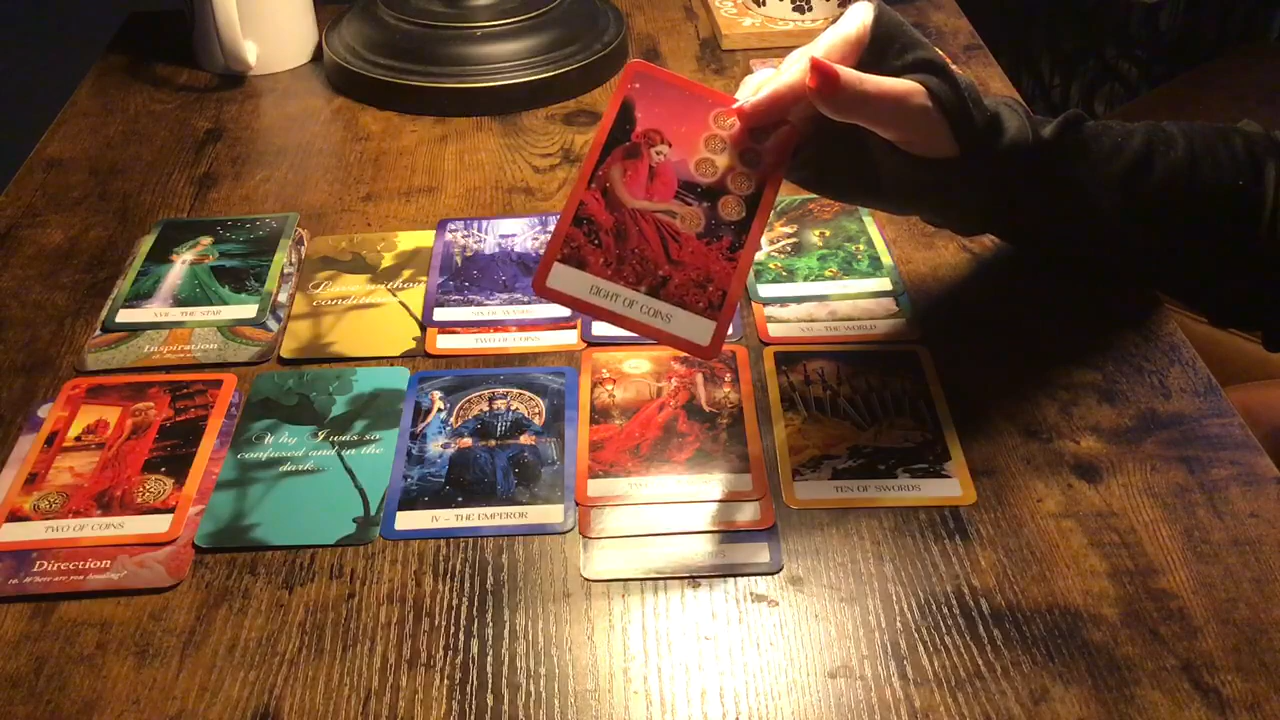 EIGHT OF COINS
XVII – THE STAR
Love without
SIX OF WANDS
TWO OF COINS
XXI – THE WORLD
Inspiration
TWO OF COINS
Why I was so
confused and in the
dark....
IV – THE EMPEROR
TEN OF SWORDS
Direction
10. Where are you heading?